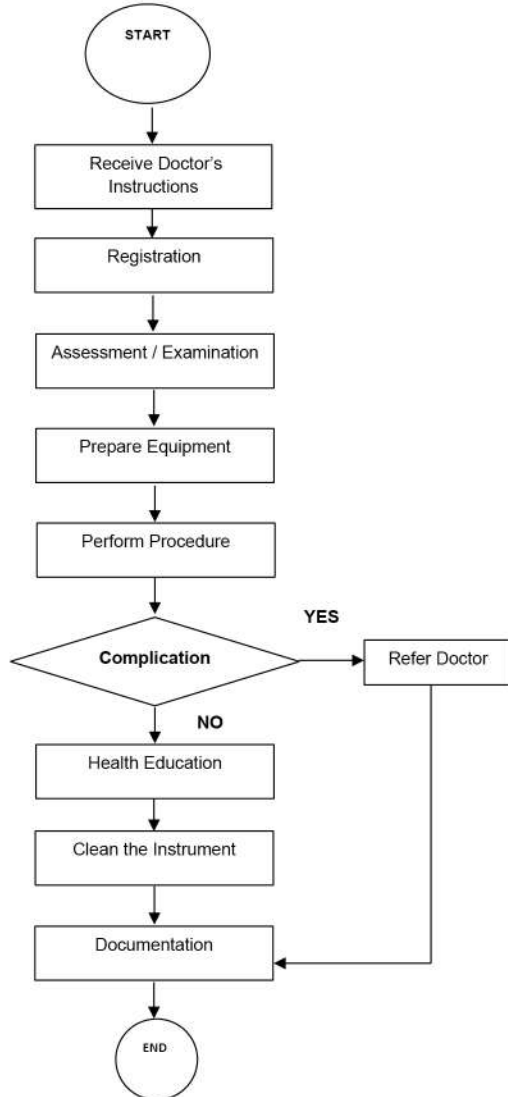 START
Receive Doctor's
Instructions
Registration
Assessment / Examination
Prepare Equipment
Perform Procedure
YES
Complication
Refer Doctor
NO
Health Education
Clean the Instrument
Documentation
END